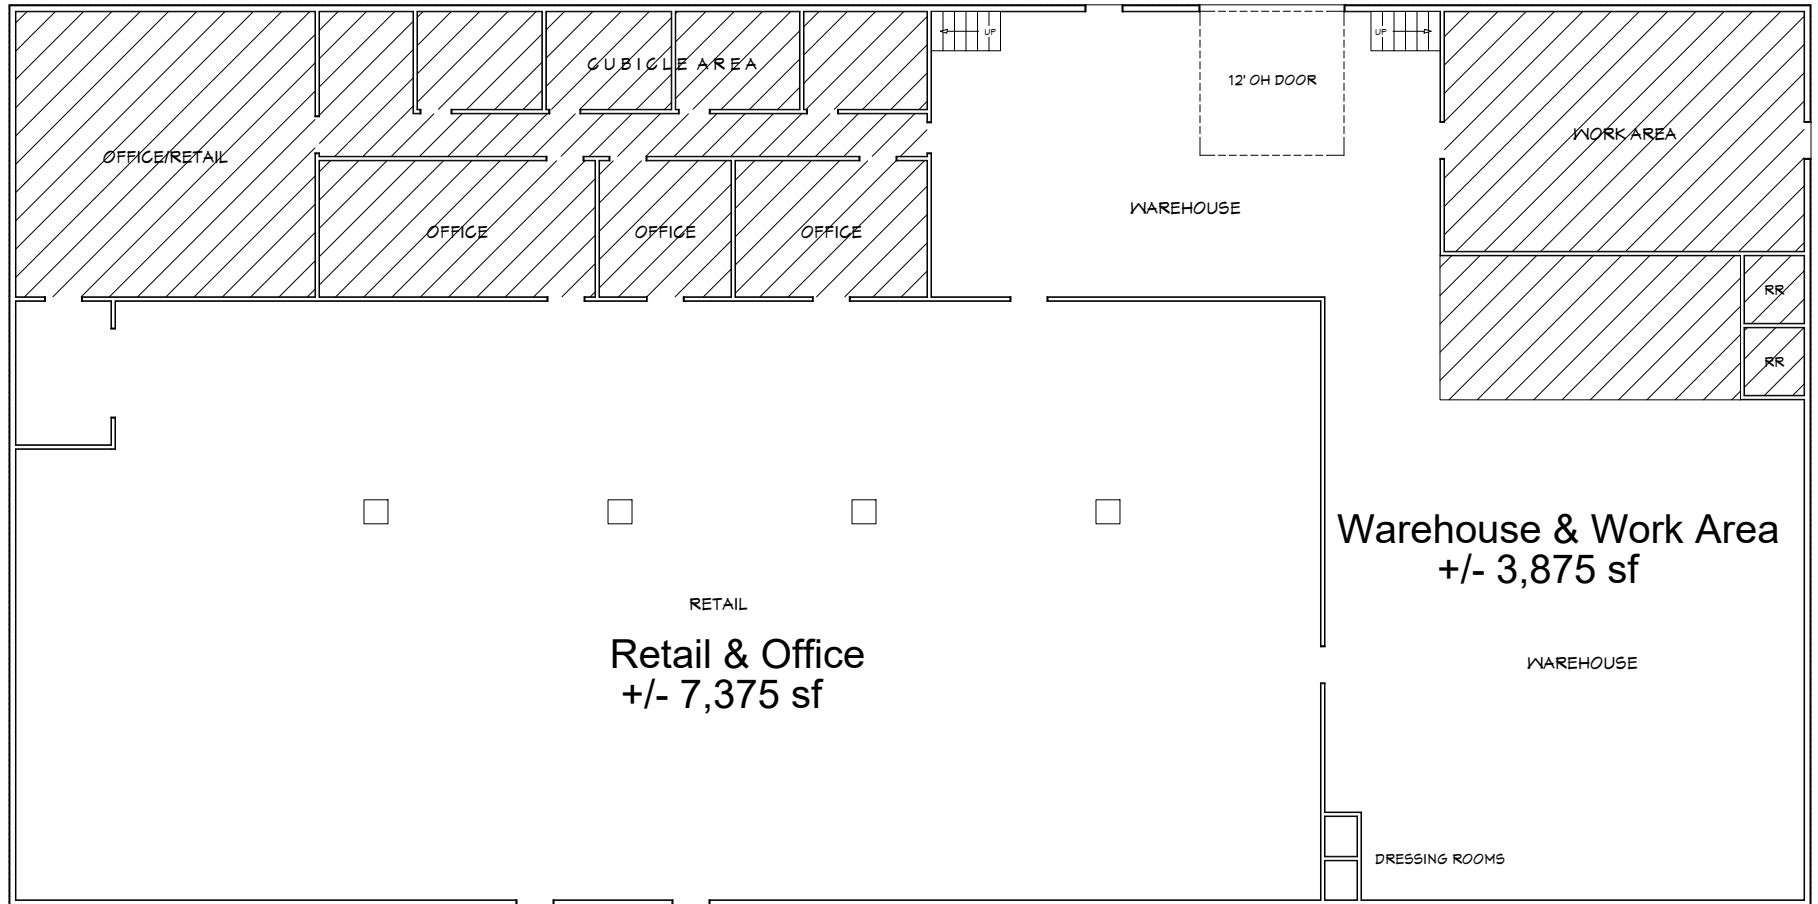 UP
UP
CUBICLE AREA
12' OH DOOR
WORK AREA
OFFICE/RETAIL
WAREHOUSE
OFFICE
OFFICE
OFFICE
RR
RR
Warehouse & Work Area
+/- 3,875 sf
RETAIL
Retail & Office
+/- 7,375 sf
WAREHOUSE
DRESSING ROOMS